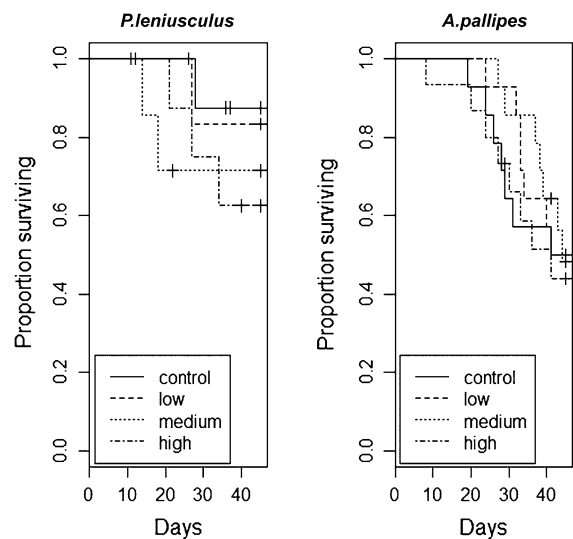 P.leniusculus
Proportion surviving
1.0
0.8
0.6
0.4
0.2
0.0
control
low
medium
high
0 10 20 30 40
Days
A.pallipes
Proportion surviving
1.0
0.8
0.6
0.4
0.2
0.0
control
low
medium
high
0 10 20 30 40
Days